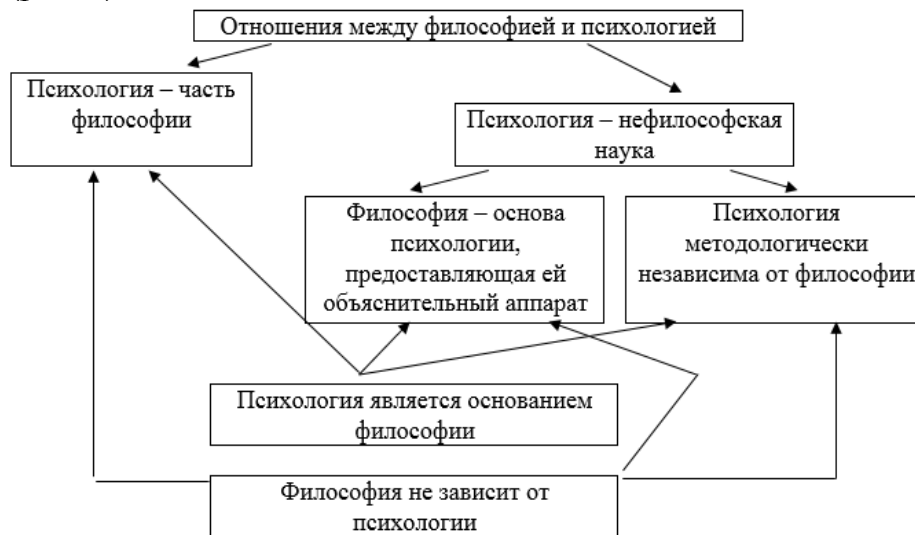 Отношения между философией и психологией
Психология – часть
философии
Психология – нефилософская
наука
Философия – основа
психологии,
предоставляющая ей
объяснительный аппарат
Психология
методологически
независима от философии
Психология является основанием
философии
Философия не зависит от
психологии